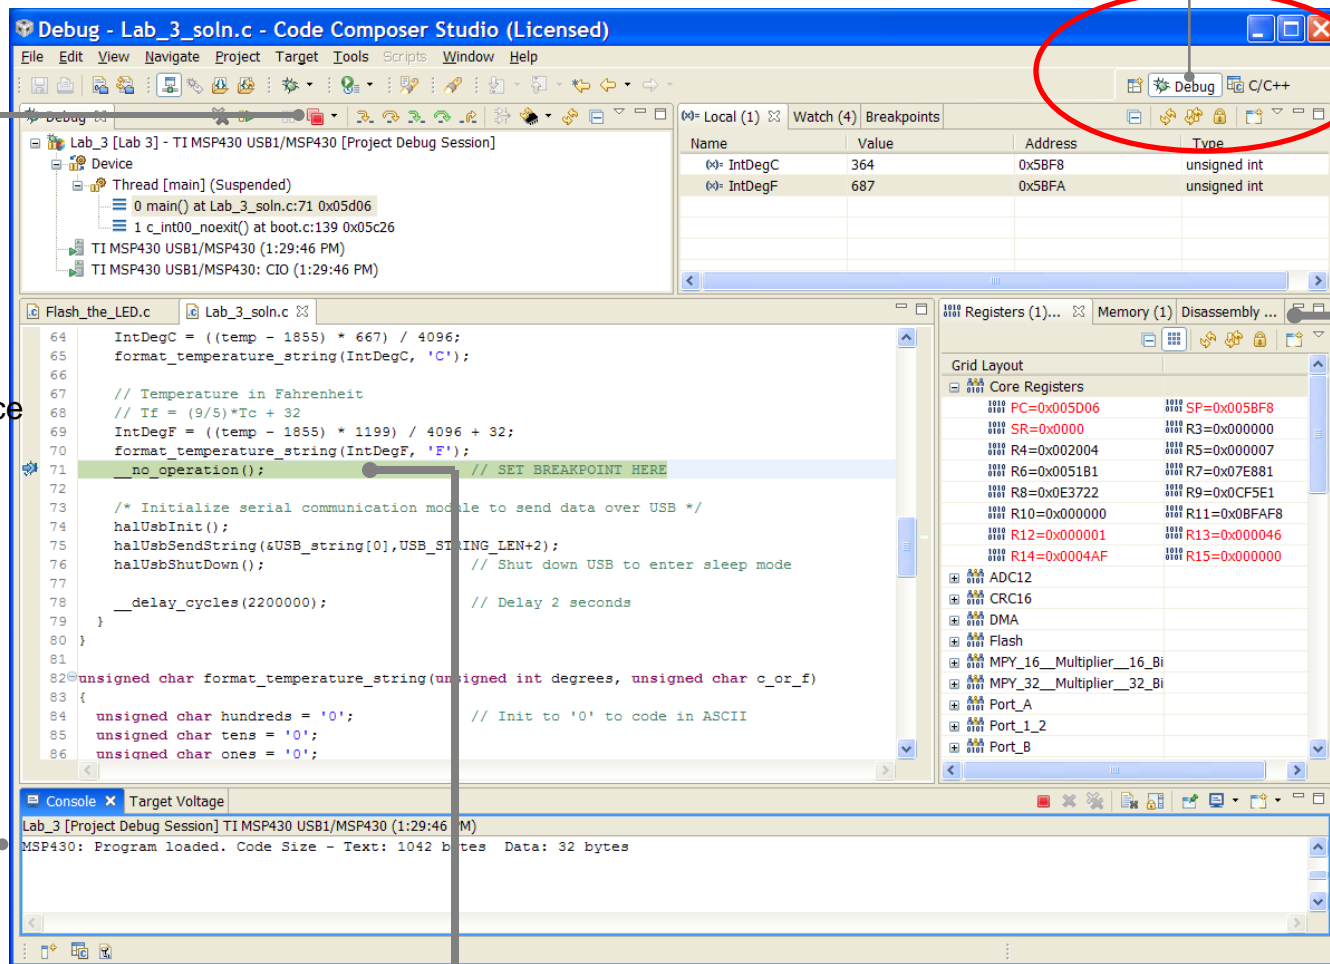 Debug - Lab_3_soln.c - Code Composer Studio (Licensed)
File Edit View Navigate Project Target Tools Scripts Window Help
Debug C/C++
Debug
Lab_3 [Lab 3] - TI MSP430 USB1/MSP430 [Project Debug Session]
Device
Thread [main] (Suspended)
0 main() at Lab_3_soln.c:71 0x05d06
1 c_int00_noexit() at boot.c:139 0x05c26
TI MSP430 USB1/MSP430 (1:29:46 PM)
TI MSP430 USB1/MSP430: CIO (1:29:46 PM)
(x)= Local (1) Watch (4) Breakpoints
Name Value Address Type
(x)= IntDegC 364 0x5BF8 unsigned int
(x)= IntDegF 687 0x5BFA unsigned int
Flash_the_LED.c Lab_3_soln.c
64 IntDegC = ((temp - 1855) * 667) / 4096;
65 format_temperature_string(IntDegC, 'C');
66
67 // Temperature in Fahrenheit
68 // Tf = (9/5)*Tc + 32
69 IntDegF = ((temp - 1855) * 1199) / 4096 + 32;
70 format_temperature_string(IntDegF, 'F');
71 __no_operation(); // SET BREAKPOINT HERE
72
73 /* Initialize serial communication module to send data over USB */
74 halUsbInit();
75 halUsbSendString(&USB_string[0],USB_STRING_LEN+2);
76 halUsbShutDown(); // Shut down USB to enter sleep mode
77
78 __delay_cycles(2200000); // Delay 2 seconds
79 }
80 }
81
82 unsigned char format_temperature_string(unsigned int degrees, unsigned char c_or_f)
83 {
84 unsigned char hundreds = '0'; // Init to '0' to code in ASCII
85 unsigned char tens = '0';
86 unsigned char ones = '0';
ce
Registers (1)... Memory (1) Disassembly ...
Grid Layout
Core Registers
PC=0x005D06 SP=0x005BF8
SR=0x0000 R3=0x000000
R4=0x002004 R5=0x000007
R6=0x0051B1 R7=0x07E881
R8=0x0E3722 R9=0x0CF5E1
R10=0x000000 R11=0x0BFAF8
R12=0x000001 R13=0x000046
R14=0x0004AF R15=0x000000
ADC12
CRC16
DMA
Flash
MPY_16__Multiplier__16_Bi
MPY_32__Multiplier__32_Bi
Port_A
Port_1_2
Port_B
Console Target Voltage
Lab_3 [Project Debug Session] TI MSP430 USB1/MSP430 (1:29:46 PM)
MSP430: Program loaded. Code Size - Text: 1042 bytes Data: 32 bytes